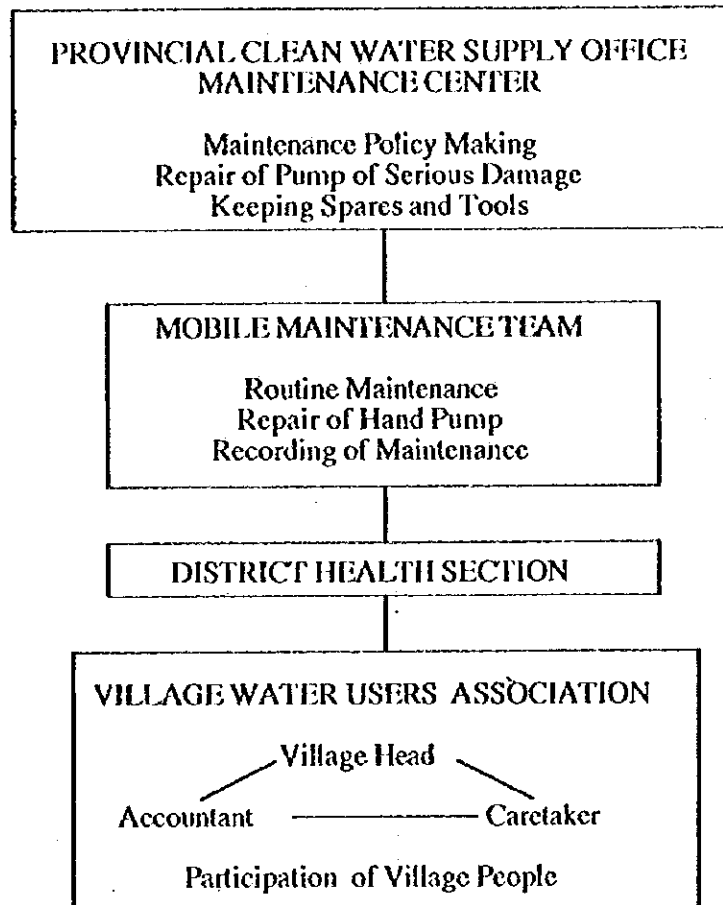 PROVINCIAL CLEAN WATER SUPPLY OFFICE
MAINTENANCE CENTER
Maintenance Policy Making
Repair of Pump of Serious Damage
Keeping Spares and Tools
MOBILE MAINTENANCE TEAM
Routine Maintenance
Repair of Hand Pump
Recording of Maintenance
DISTRICT HEALTH SECTION
VILLAGE WATER USERS ASSOCIATION
Village Head
Accountant Caretaker
Participation of Village People